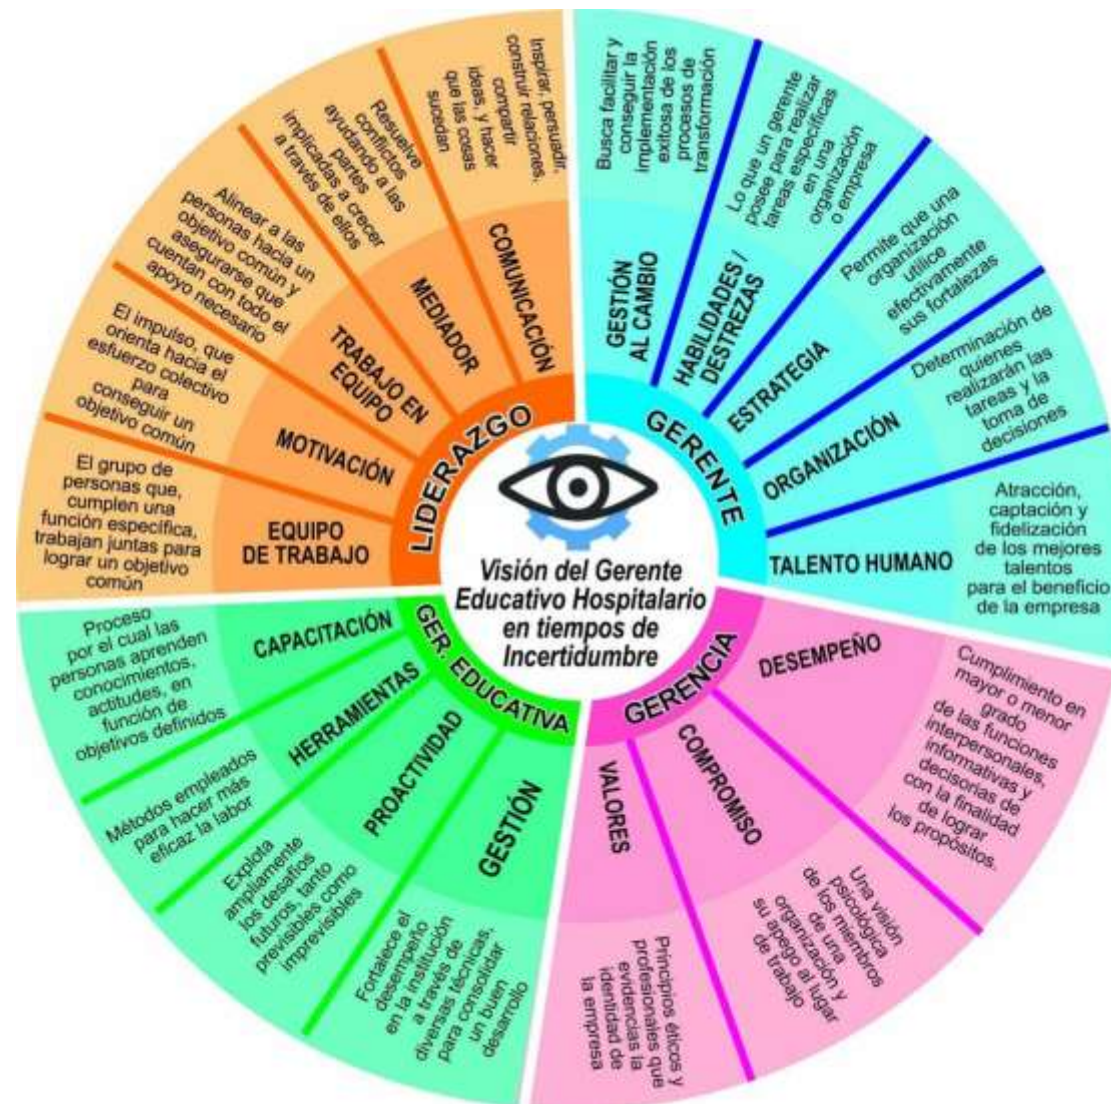 Visión del Gerente
Educativo Hospitalario
en tiempos de
Incertidumbre
LIDERAZGO
COMUNICACIÓN
Inspirar, persuadir,
construir relaciones,
compartir
ideas, y hacer
que las cosas
sucedan
MEDIADOR
Resuelve
conflictos
ayudando a las
partes
implicadas a crecer
a través de ellos
TRABAJO EN
EQUIPO
Alinear a las
personas hacia un
objetivo común y
asegurarse que
cuentan con todo el
apoyo necesario
MOTIVACIÓN
El impulso, que
orienta hacia el
esfuerzo colectivo
para
conseguir un
objetivo común
EQUIPO
DE TRABAJO
El grupo de
personas que,
cumplen una
función específica,
trabajan juntas para
lograr un objetivo
común
GERENTE
GESTIÓN
AL CAMBIO
Busca facilitar y
conseguir la
implementación
exitosa de los
procesos de
transformación
HABILIDADES /
DESTREZAS
Lo que un gerente
posee para realizar
tareas específicas
en una
organización
o empresa
ESTRATEGIA
Permite que una
organización
utilice
efectivamente
sus fortalezas
ORGANIZACIÓN
Determinación de
quienes
realizarán las
tareas y la
toma de
decisiones
TALENTO HUMANO
Atracción,
captación y
fidelización
de los mejores
talentos
para el beneficio
de la empresa
GERENCIA
DESEMPEÑO
Cumplimiento en
mayor o menor
grado
de las funciones
interpersonales,
informativas y
decisorias de
con la finalidad
de lograr
los propósitos.
COMPROMISO
Una visión
psicológica
de los miembros
de una
organización y
su apego al lugar
de trabajo
VALORES
Principios éticos y
profesionales que
evidencias la
identidad de
la empresa
GER. EDUCATIVA
GESTIÓN
Fortalece el
desempeño
en la institución
a través de
diversas técnicas,
para consolidar
un buen
desarrollo
PROACTIVIDAD
Explota
ampliamente
los desafíos
futuros, tanto
previsibles como
imprevisibles
HERRAMIENTAS
Métodos empleados
para hacer más
eficaz la labor
CAPACITACIÓN
Proceso
por el cual las
personas aprenden
conocimientos,
actitudes, en
función de
objetivos definidos